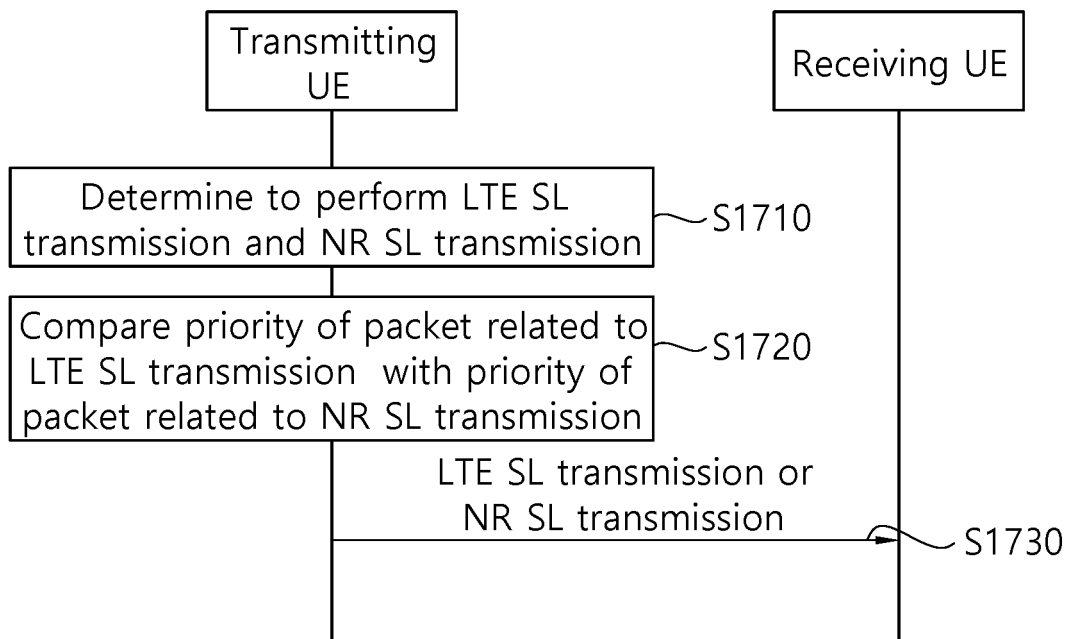 Transmitting
UE
Receiving UE
Determine to perform LTE SL
transmission and NR SL transmission
S1710
Compare priority of packet related to
LTE SL transmission with priority of
packet related to NR SL transmission
S1720
LTE SL transmission or
NR SL transmission
S1730